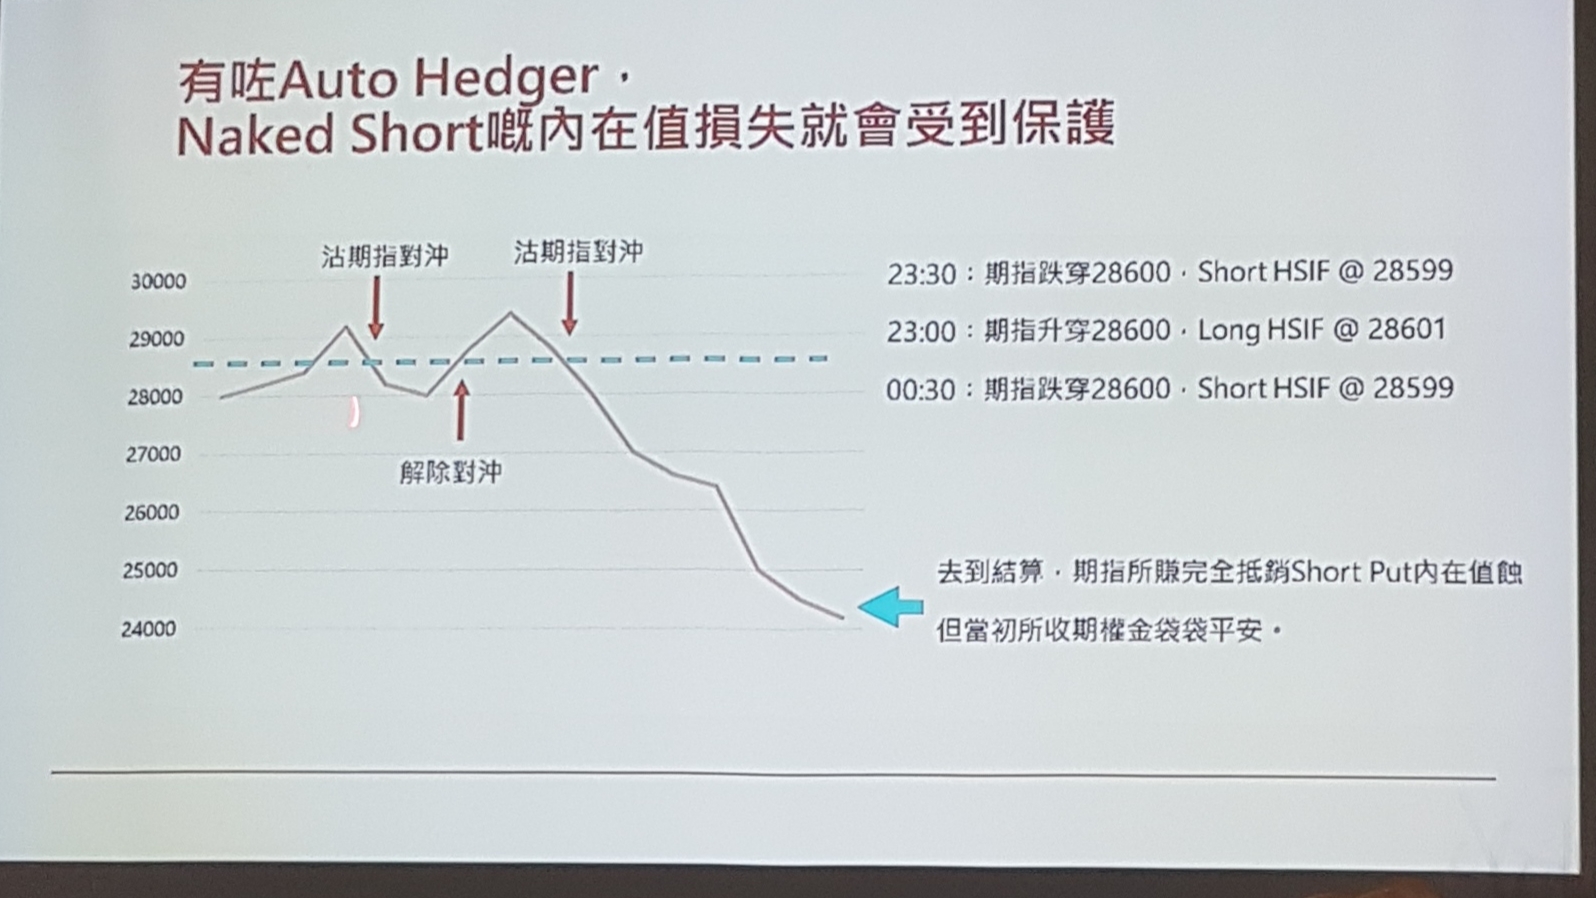 有咗Auto Hedger，
Naked Short嘅內在值損失就會受到保護
沽期指對沖
沽期指對沖
30000
29000
28000
27000
26000
25000
24000
解除對沖
23:30：期指跌穿28600，Short HSIF @ 28599
23:00：期指升穿28600，Long HSIF @ 28601
00:30：期指跌穿28600，Short HSIF @ 28599
去到結算，期指所賺完全抵銷Short Put內在值蝕
但當初所收期權金袋袋平安。